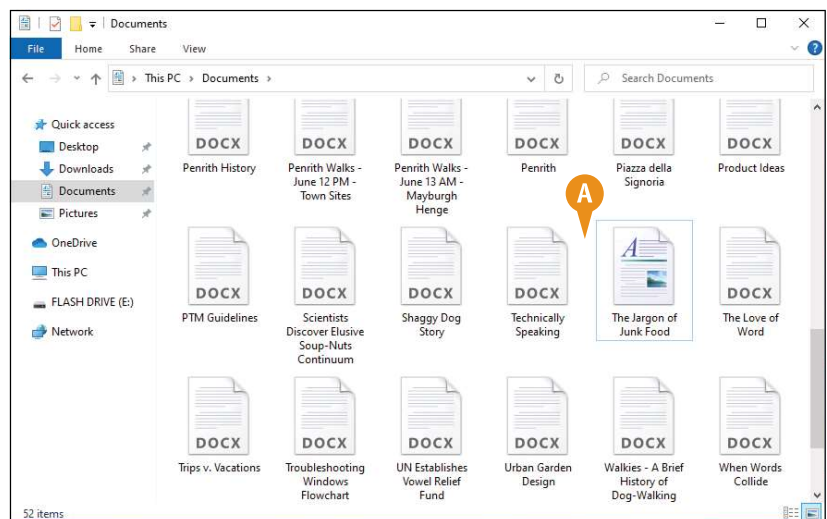 Documents
File Home Share View
This PC > Documents >
Search Documents
Quick access
Desktop
Downloads
Documents
Pictures
OneDrive
This PC
FLASH DRIVE (E:)
Network
DOCX DOCX DOCX DOCX DOCX DOCX
Penrith History
Penrith Walks -
June 12 PM -
Town Sites
Penrith Walks -
June 13 AM -
Mayburgh
Henge
Penrith
Piazza della
Signoria
Product Ideas
A
DOCX DOCX DOCX DOCX A DOCX
PTM Guidelines
Scientists
Discover Elusive
Soup-Nuts
Continuum
Shaggy Dog
Story
Technically
Speaking
The Jargon of
Junk Food
The Love of
Word
DOCX DOCX DOCX DOCX DOCX DOCX
Trips v. Vacations
Troubleshooting
Windows
Flowchart
UN Establishes
Vowel Relief
Fund
Urban Garden
Design
Walkies - A Brief
History of
Dog-Walking
When Words
Collide
52 items